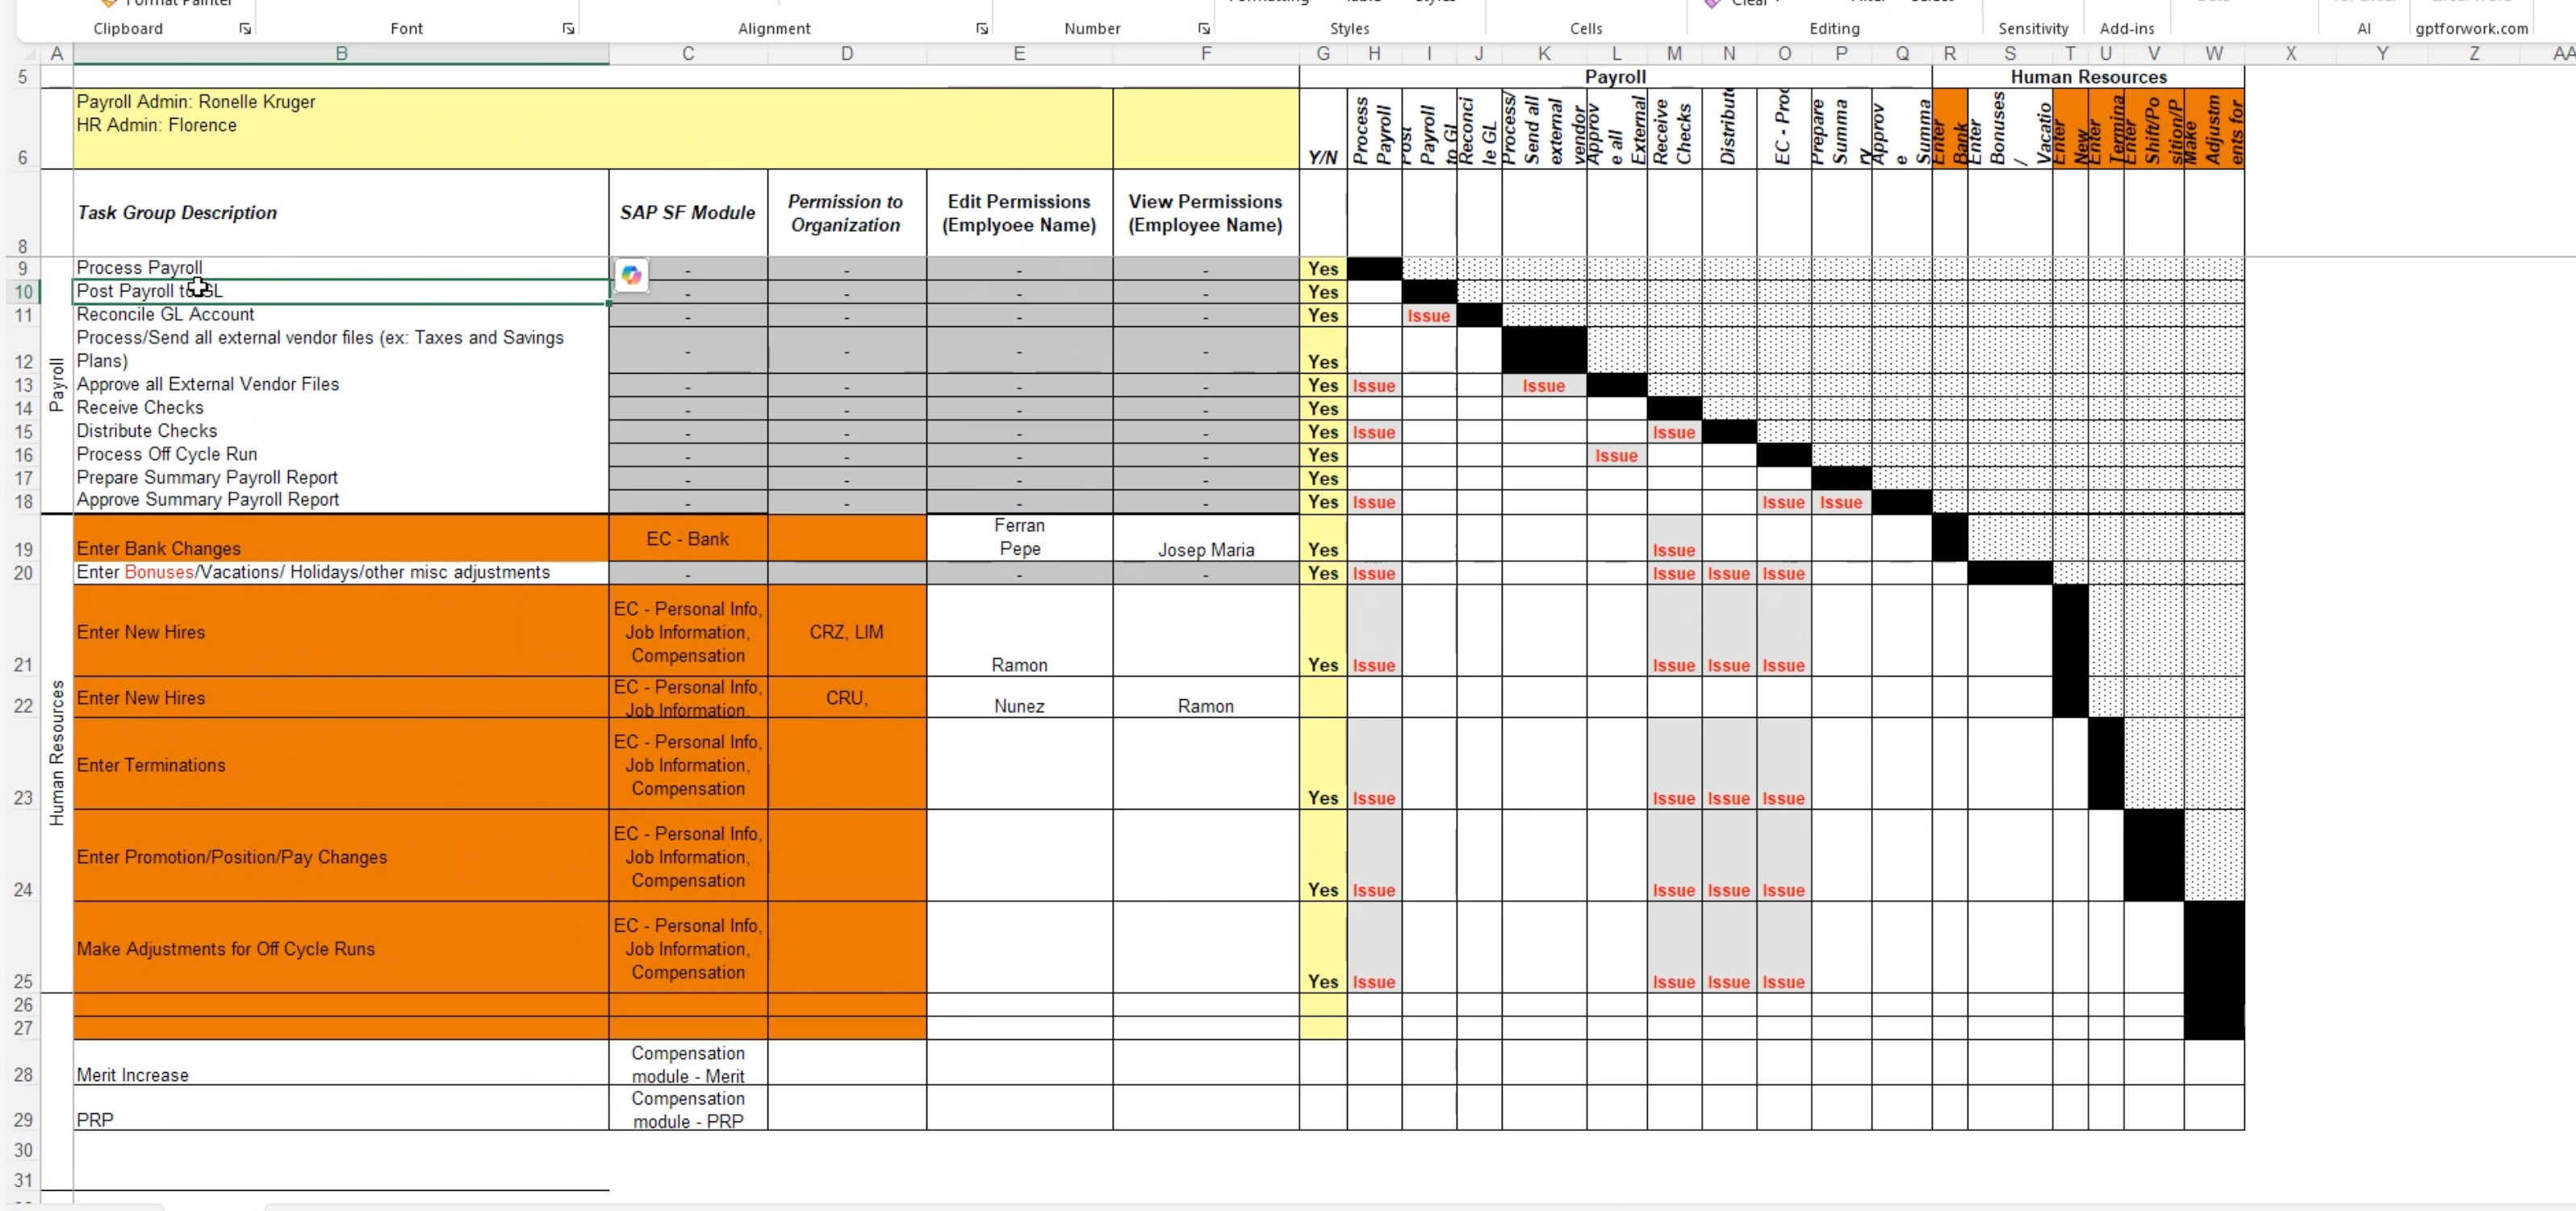 Format Painter
Clear
Clipboard Font Alignment Number Styles Cells Editing Sensitivity Add-ins AI gptforwork.com
A B C D E F G H I J K L M N O P Q R S T U V W X Y Z AA
5 Payroll Human Resources
Payroll Admin: Ronelle Kruger
HR Admin: Florence
6 Y/N
Process Payroll
Post Payroll to GL
Reconci le GL
Process/ Send all external vendor
Approv e all External
Receive Checks
Distribute
EC - Proc
Prepare Summa ry
Approv e Summa
Enter Bank
Enter Bonuses / Vacatio
Enter New
Enter Termina
Enter Shift/Po sition/P
Make Adjustm ents for
8 Task Group Description SAP SF Module Permission to Organization Edit Permissions (Emplyoee Name) View Permissions (Employee Name)
Payroll
9 Process Payroll - - - - Yes
10 Post Payroll to GL - - - - Yes
11 Reconcile GL Account - - - - Yes Issue
12 Process/Send all external vendor files (ex: Taxes and Savings Plans) - - - - Yes
13 Approve all External Vendor Files - - - - Yes Issue Issue
14 Receive Checks - - - - Yes
15 Distribute Checks - - - - Yes Issue Issue
16 Process Off Cycle Run - - - - Yes Issue
17 Prepare Summary Payroll Report - - - - Yes
18 Approve Summary Payroll Report - - - - Yes Issue Issue Issue
Human Resources
19 Enter Bank Changes EC - Bank Ferran Pepe Josep Maria Yes Issue
20 Enter Bonuses/Vacations/ Holidays/other misc adjustments - - - - Yes Issue Issue Issue Issue
21 Enter New Hires EC - Personal Info, Job Information, Compensation CRZ, LIM Ramon Yes Issue Issue Issue Issue
22 Enter New Hires EC - Personal Info, Job Information, CRU, Nunez Ramon
23 Enter Terminations EC - Personal Info, Job Information, Compensation Yes Issue Issue Issue Issue
24 Enter Promotion/Position/Pay Changes EC - Personal Info, Job Information, Compensation Yes Issue Issue Issue Issue
25 Make Adjustments for Off Cycle Runs EC - Personal Info, Job Information, Compensation Yes Issue Issue Issue Issue
26
27
28 Merit Increase Compensation module - Merit
29 PRP Compensation module - PRP
30
31